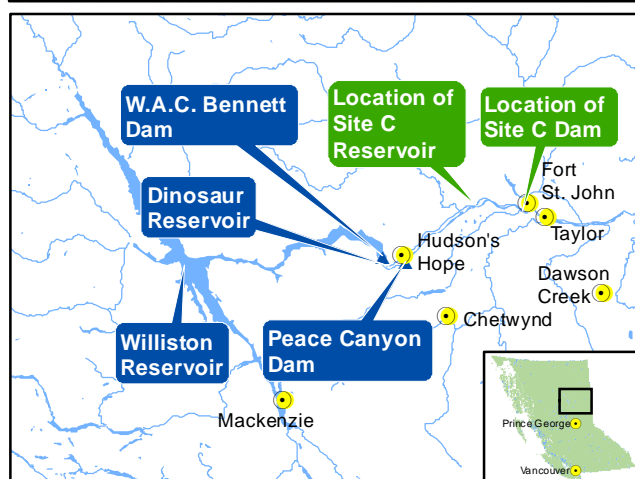 W.A.C. Bennett
Dam
Location of
Site C
Reservoir
Location of
Site C Dam
Dinosaur
Reservoir
Fort
St. John
Taylor
Hudson's
Hope
Dawson
Creek
Williston
Reservoir
Peace Canyon
Dam
Chetwynd
Mackenzie
Prince George
Vancouver